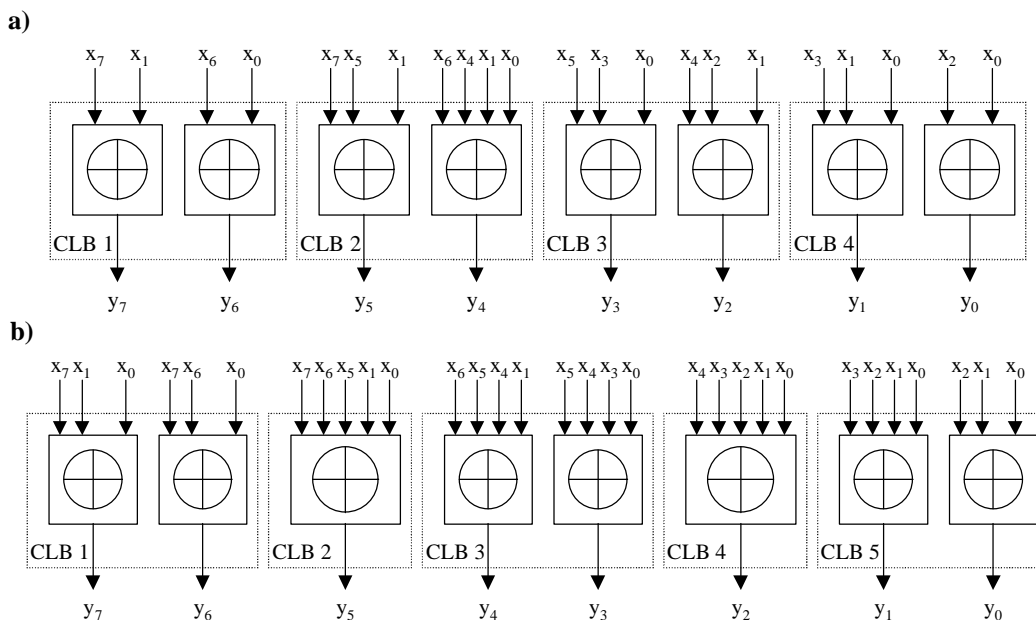 a)
x₇ x₁ x₆ x₀ x₇ x₅ x₁ x₆ x₄ x₁ x₀ x₅ x₃ x₀ x₄ x₂ x₁ x₃ x₁ x₀ x₂ x₀
CLB 1 CLB 2 CLB 3 CLB 4
y₇ y₆ y₅ y₄ y₃ y₂ y₁ y₀
b)
x₇ x₁ x₀ x₇ x₆ x₀ x₇ x₆ x₅ x₁ x₀ x₆ x₅ x₄ x₁ x₅ x₄ x₃ x₀ x₄ x₃ x₂ x₁ x₀ x₃ x₂ x₁ x₀ x₂ x₁ x₀
CLB 1 CLB 2 CLB 3 CLB 4 CLB 5
y₇ y₆ y₅ y₄ y₃ y₂ y₁ y₀